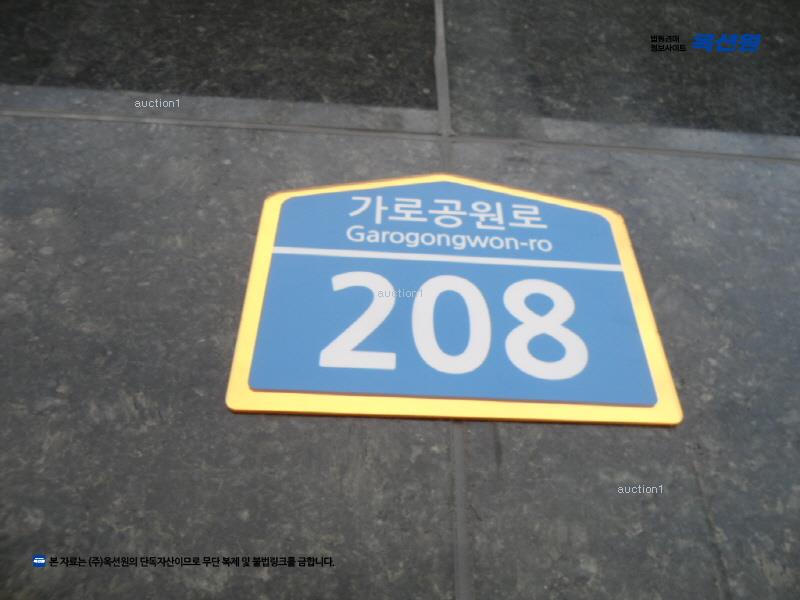 법원경매
정보사이트 옥션원
auction1
가로공원로
Garogongwon-ro
208
auction1
auction1
본 자료는 (주)옥션원의 단독자산이므로 무단 복제 및 불법링크를 금합니다.